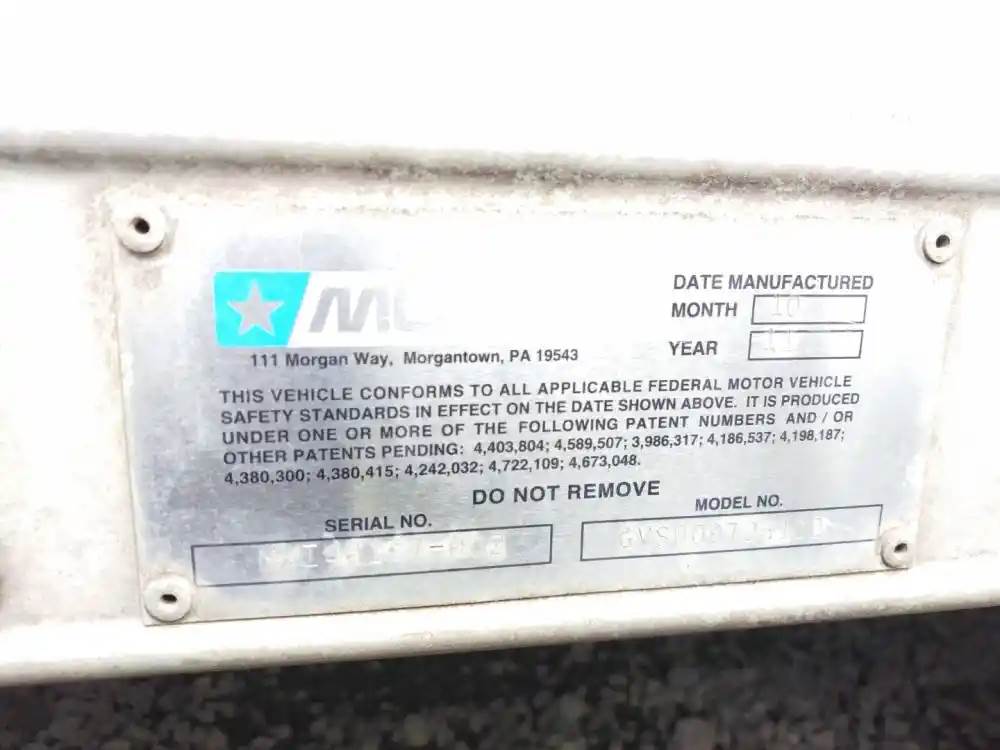 DATE MANUFACTURED
MONTH 10
YEAR 11
111 Morgan Way, Morgantown, PA 19543
THIS VEHICLE CONFORMS TO ALL APPLICABLE FEDERAL MOTOR VEHICLE
SAFETY STANDARDS IN EFFECT ON THE DATE SHOWN ABOVE. IT IS PRODUCED
UNDER ONE OR MORE OF THE FOLLOWING PATENT NUMBERS AND / OR
OTHER PATENTS PENDING: 4,403,804; 4,589,507; 3,986,317; 4,186,537; 4,198,187;
4,380,300; 4,380,415; 4,242,032; 4,722,109; 4,673,048.
DO NOT REMOVE
SERIAL NO.
MODEL NO.